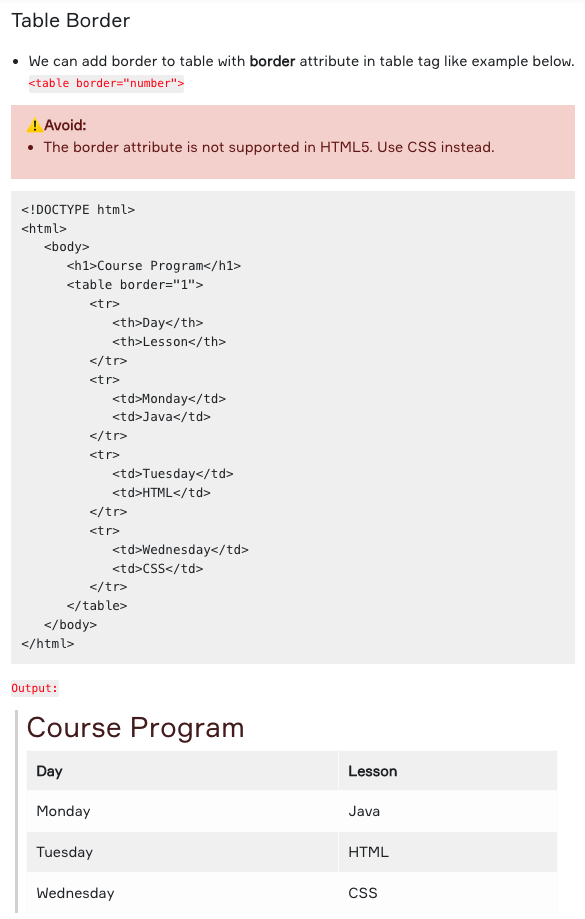 Table Border
• We can add border to table with border attribute in table tag like example below.
<table border="number">
⚠️Avoid:
• The border attribute is not supported in HTML5. Use CSS instead.
<!DOCTYPE html>
<html>
   <body>
      <h1>Course Program</h1>
      <table border="1">
         <tr>
            <th>Day</th>
            <th>Lesson</th>
         </tr>
         <tr>
            <td>Monday</td>
            <td>Java</td>
         </tr>
         <tr>
            <td>Tuesday</td>
            <td>HTML</td>
         </tr>
         <tr>
            <td>Wednesday</td>
            <td>CSS</td>
         </tr>
      </table>
   </body>
</html>
Output:
Course Program
Day Lesson
Monday Java
Tuesday HTML
Wednesday CSS